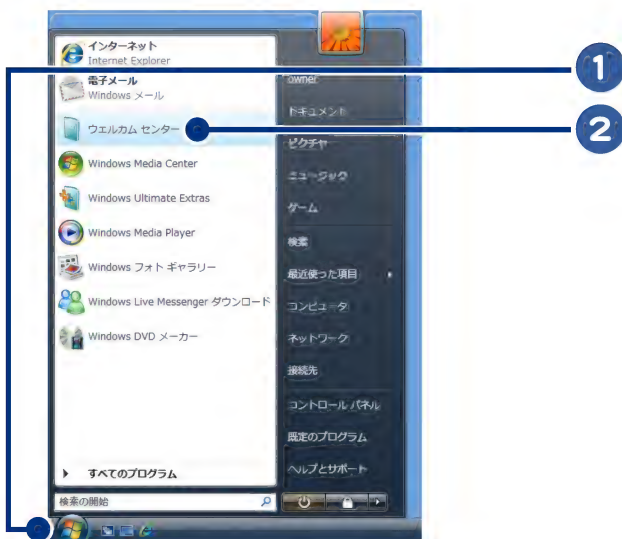 インターネット
Internet Explorer
電子メール
Windows メール
ウエルカム センター
Windows Media Center
Windows Ultimate Extras
Windows Media Player
Windows フォト ギャラリー
Windows Live Messenger ダウンロード
Windows DVD メーカー
すべてのプログラム
検索の開始
owner
ドキュメント
ピクチャ
ミュージック
ゲーム
検索
最近使った項目
コンピュータ
ネットワーク
接続先
コントロール パネル
既定のプログラム
ヘルプとサポート
1
2